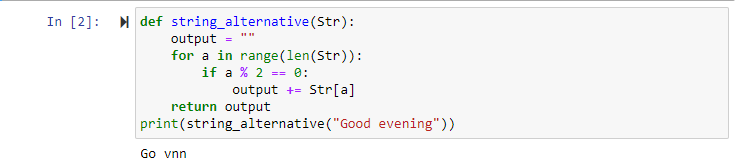 In [2]: def string_alternative(Str):
    output = ""
    for a in range(len(Str)):
        if a % 2 == 0:
            output += Str[a]
    return output
print(string_alternative("Good evening"))
Go vnn